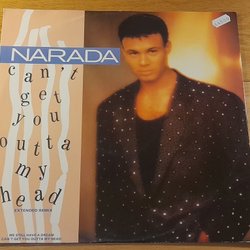 NARADA
can't
get
you
outta
my
head
EXTENDED REMIX
WE STILL HAVE A DREAM
CAN'T GET YOU OUTTA MY HEAD